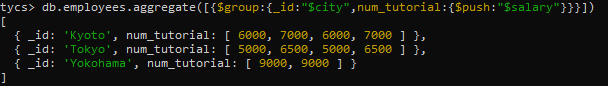 tycs> db.employees.aggregate([{$group:{_id:"$city",num_tutorial:{$push:"$salary"}}}])
[
  { _id: 'Kyoto', num_tutorial: [ 6000, 7000, 6000, 7000 ] },
  { _id: 'Tokyo', num_tutorial: [ 5000, 6500, 5000, 6500 ] },
  { _id: 'Yokohama', num_tutorial: [ 9000, 9000 ] }
]